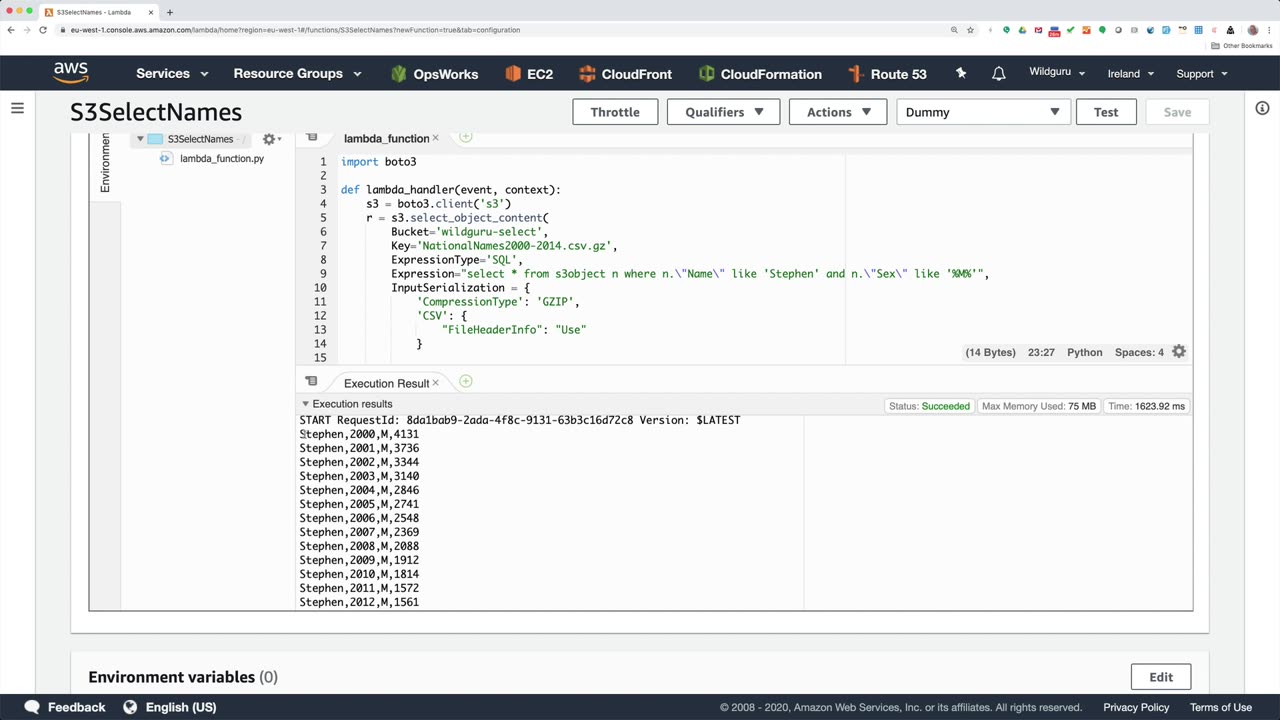 S3SelectNames - Lambda
eu-west-1.console.aws.amazon.com/lambda/home?region=eu-west-1#/functions/S3SelectNames?newFunction=true&tab=configuration
Other Bookmarks
aws
Services
Resource Groups
OpsWorks
EC2
CloudFront
CloudFormation
Route 53
Wildguru
Ireland
Support
S3SelectNames
Throttle
Qualifiers
Actions
Dummy
Test
Save
Environment
S3SelectNames - /
lambda_function.py
lambda_function
1 import boto3
2
3 def lambda_handler(event, context):
4 s3 = boto3.client('s3')
5 r = s3.select_object_content(
6 Bucket='wildguru-select',
7 Key='NationalNames2000-2014.csv.gz',
8 ExpressionType='SQL',
9 Expression="select * from s3object n where n.\"Name\" like 'Stephen' and n.\"Sex\" like '%M%'",
10 InputSerialization = {
11 'CompressionType': 'GZIP',
12 'CSV': {
13 "FileHeaderInfo": "Use"
14 }
15
(14 Bytes) 23:27 Python Spaces: 4
Execution Result
Execution results
Status: Succeeded
Max Memory Used: 75 MB
Time: 1623.92 ms
START RequestId: 8da1bab9-2ada-4f8c-9131-63b3c16d72c8 Version: $LATEST
Stephen,2000,M,4131
Stephen,2001,M,3736
Stephen,2002,M,3344
Stephen,2003,M,3140
Stephen,2004,M,2846
Stephen,2005,M,2741
Stephen,2006,M,2548
Stephen,2007,M,2369
Stephen,2008,M,2088
Stephen,2009,M,1912
Stephen,2010,M,1814
Stephen,2011,M,1572
Stephen,2012,M,1561
Environment variables (0)
Edit
Feedback
English (US)
© 2008 - 2020, Amazon Web Services, Inc. or its affiliates. All rights reserved.
Privacy Policy
Terms of Use